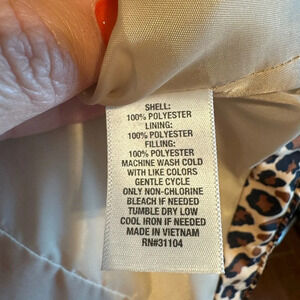 SHELL:
100% POLYESTER
LINING:
100% POLYESTER
FILLING:
100% POLYESTER
MACHINE WASH COLD
WITH LIKE COLORS
GENTLE CYCLE
ONLY NON-CHLORINE
BLEACH IF NEEDED
TUMBLE DRY LOW
COOL IRON IF NEEDED
MADE IN VIETNAM
RN#31104